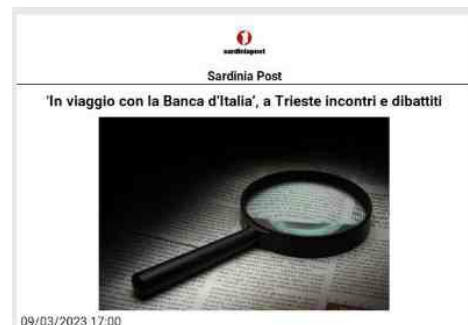 sardiniapost
Sardinia Post
'In viaggio con la Banca d'Italia', a Trieste incontri e dibattiti
09/03/2023 17:00